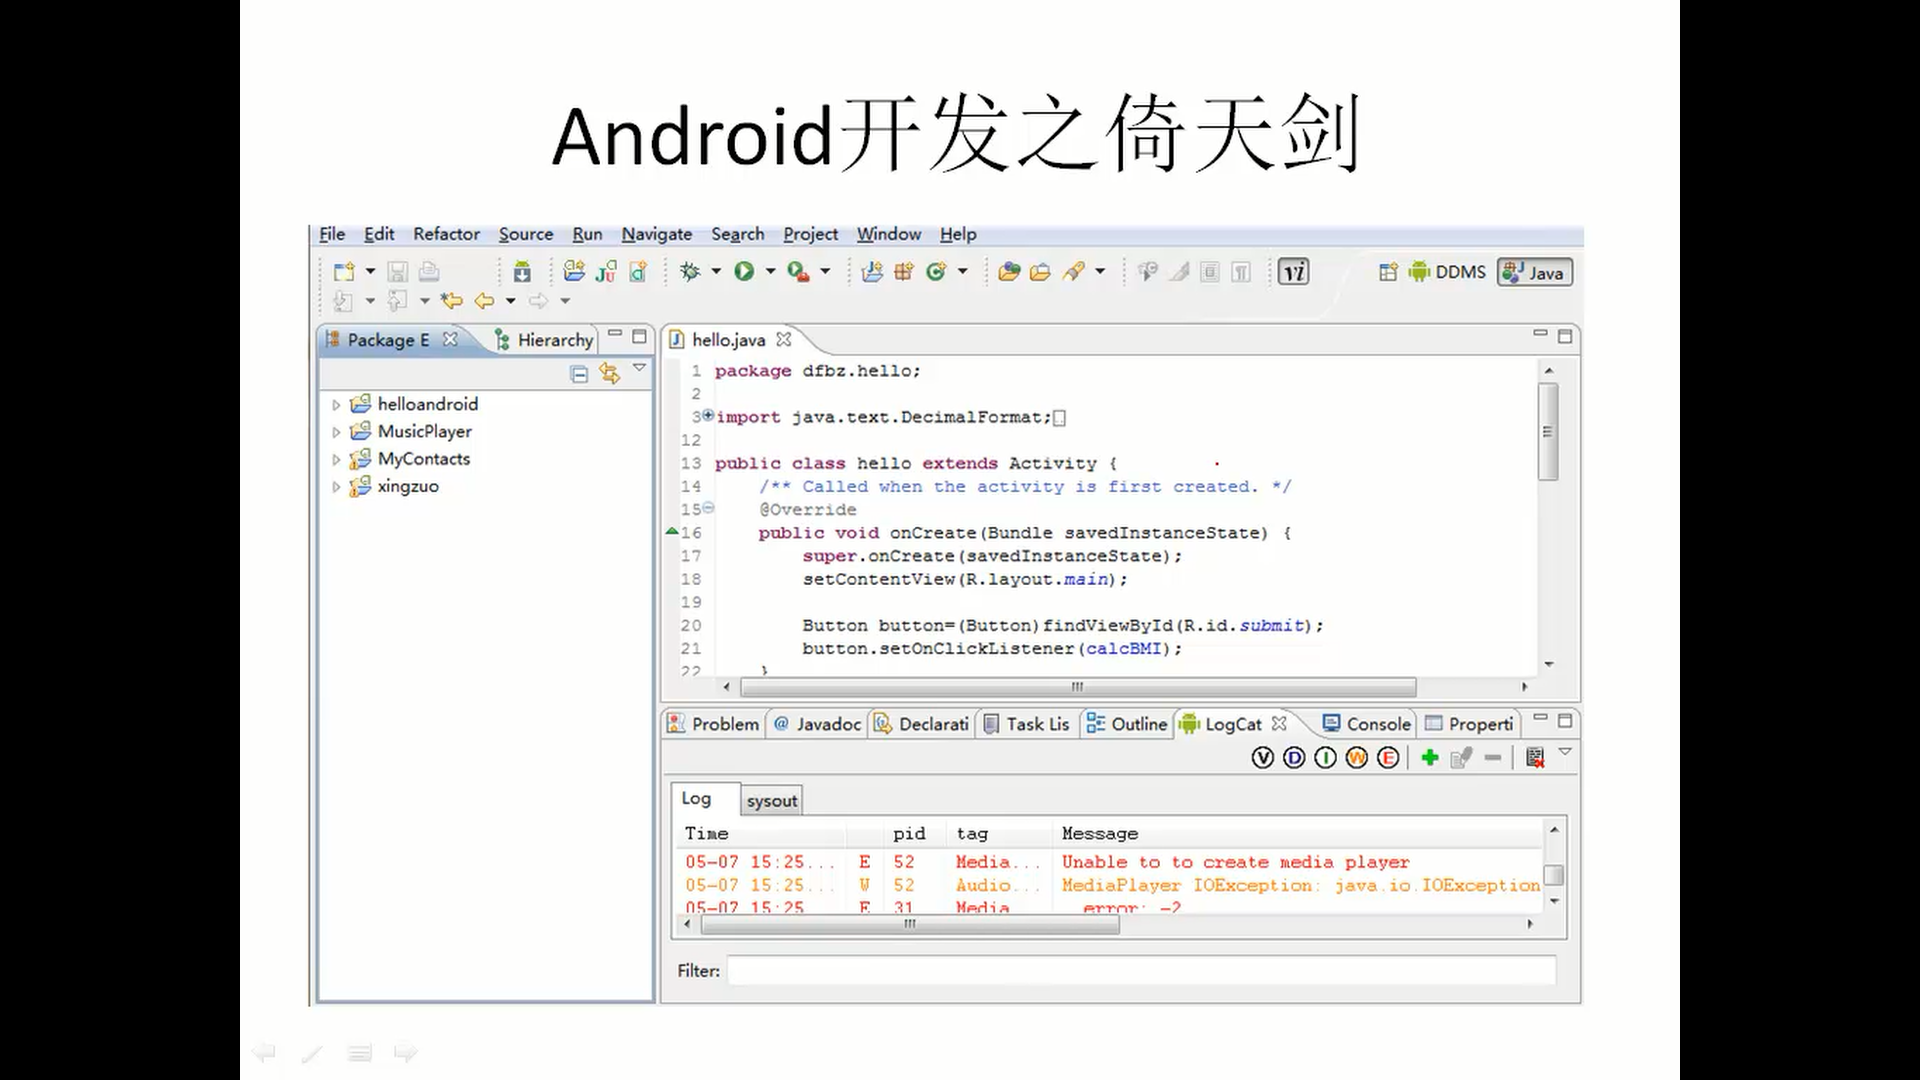 Android开发之倚天剑
File Edit Refactor Source Run Navigate Search Project Window Help
DDMS Java
Package E Hierarchy
helloandroid
MusicPlayer
MyContacts
xingzuo
hello.java
1 package dfbz.hello;
2
3 import java.text.DecimalFormat;
12
13 public class hello extends Activity {
14 /** Called when the activity is first created. */
15 @Override
16 public void onCreate(Bundle savedInstanceState) {
17 super.onCreate(savedInstanceState);
18 setContentView(R.layout.main);
19
20 Button button=(Button)findViewById(R.id.submit);
21 button.setOnClickListener(calcBMI);
22 }
Problem Javadoc Declarati Task Lis Outline LogCat Console Properti
V D I W E
Log sysout
Time pid tag Message
05-07 15:25... E 52 Media... Unable to to create media player
05-07 15:25... W 52 Audio... MediaPlayer IOException: java.io.IOException
05-07 15:25 E 31 Media error: -2
Filter: